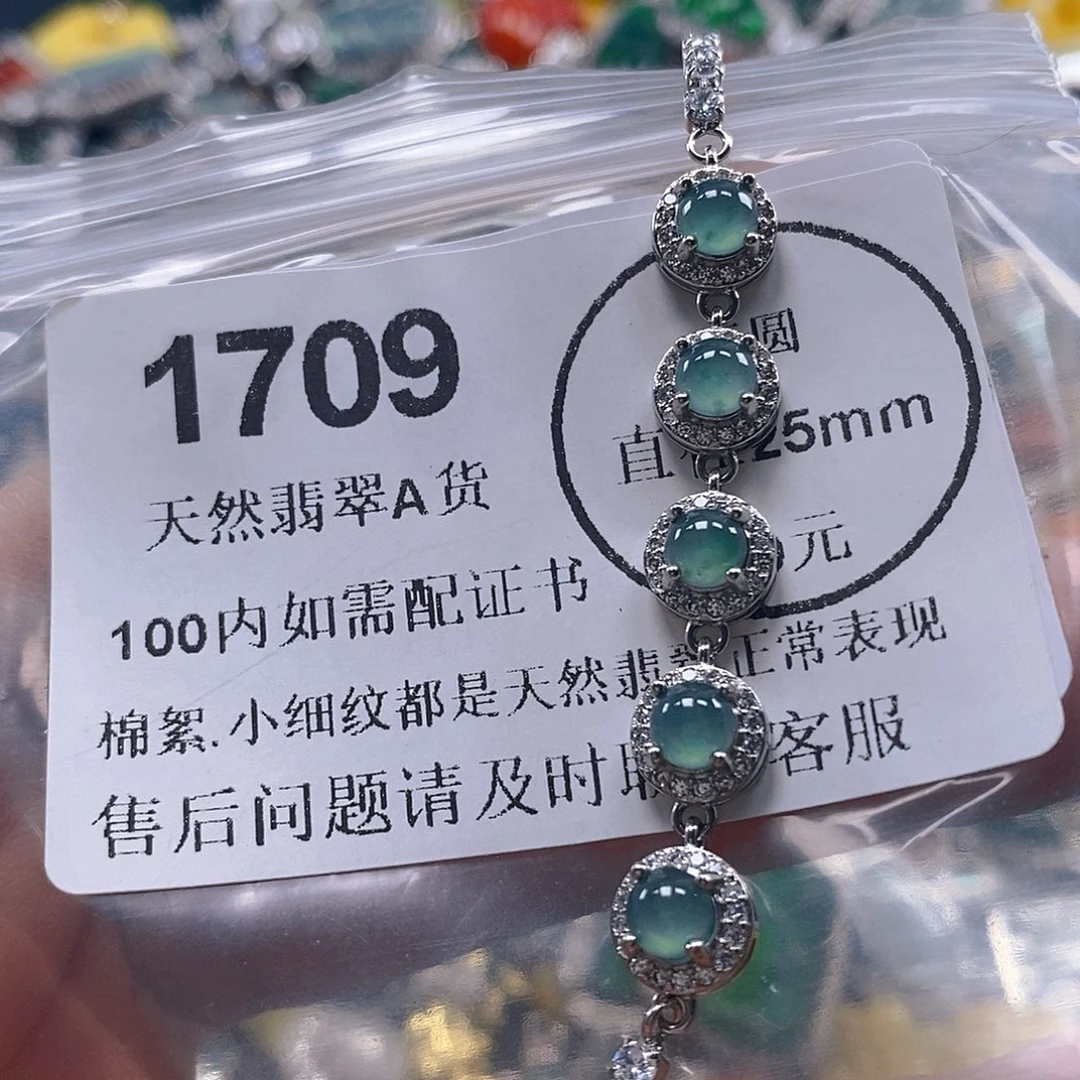 1709
天然翡翠A货
100内如需配证书
棉絮.小细纹都是天然翡翠正常表现
售后问题请及时 客服
圆
直 25mm
元